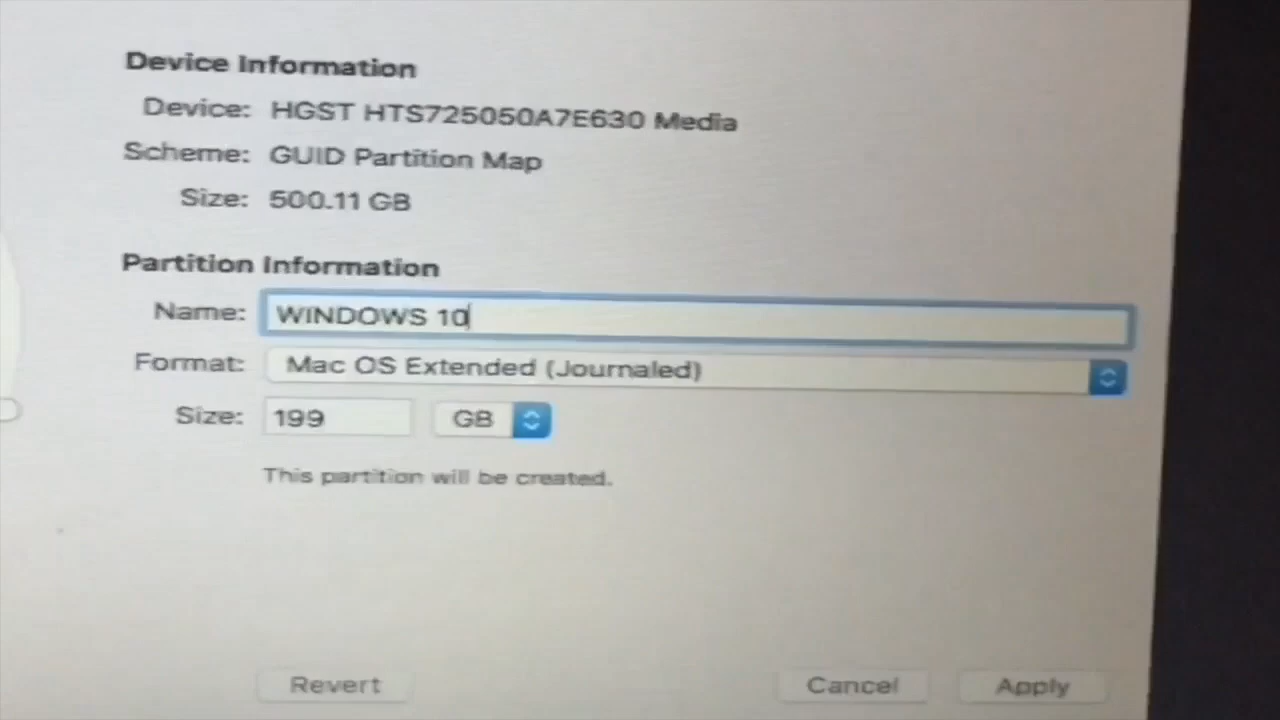 Device Information
Device: HGST HTS725050A7E630 Media
Scheme: GUID Partition Map
Size: 500.11 GB
Partition Information
Name: WINDOWS 10
Format: Mac OS Extended (Journaled)
Size: 199 GB
This partition will be created.
Revert Cancel Apply